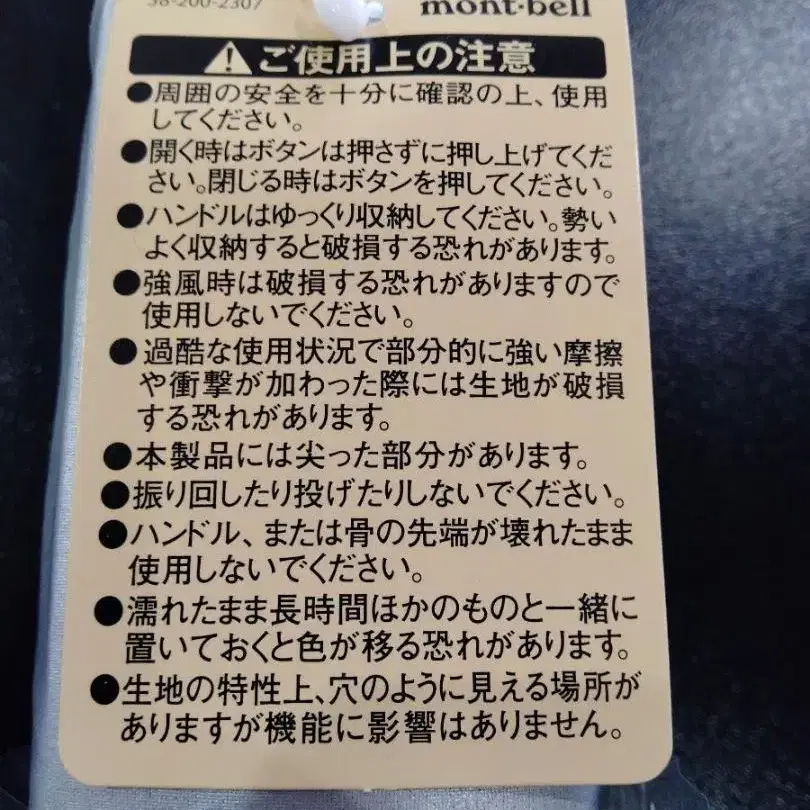 38-200-2307
mont·bell
⚠ご使用上の注意
●周囲の安全を十分に確認の上、使用
してください。
●開く時はボタンは押さずに押し上げてくだ
さい。閉じる時はボタンを押してください。
●ハンドルはゆっくり収納してください。勢い
よく収納すると破損する恐れがあります。
●強風時は破損する恐れがありますので
使用しないでください。
●過酷な使用状況で部分的に強い摩擦
や衝撃が加わった際には生地が破損
する恐れがあります。
●本製品には尖った部分があります。
●振り回したり投げたりしないでください。
●ハンドル、または骨の先端が壊れたまま
使用しないでください。
●濡れたまま長時間ほかのものと一緒に
置いておくと色が移る恐れがあります。
●生地の特性上、穴のように見える場所が
ありますが機能に影響はありません。